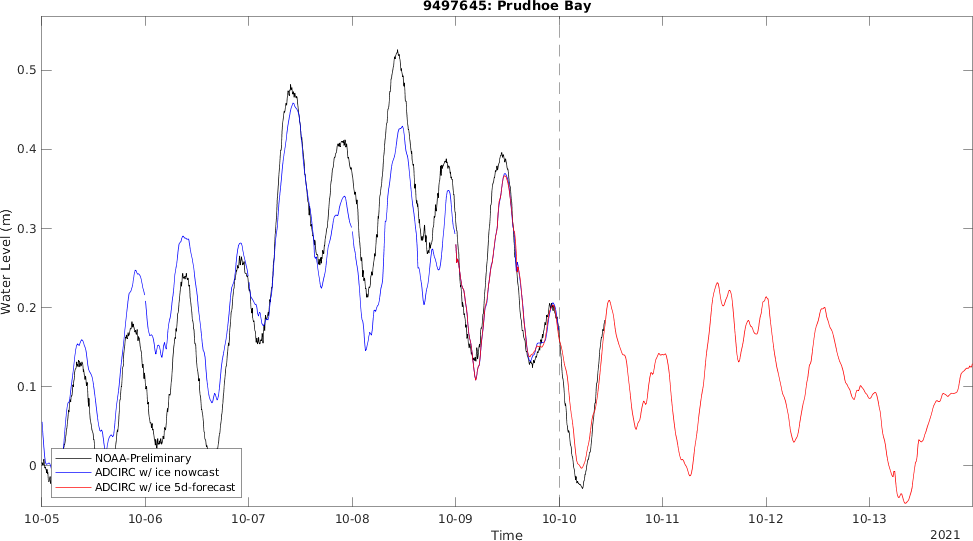 9497645: Prudhoe Bay
Water Level (m)
0.5
0.4
0.3
0.2
0.1
0
NOAA-Preliminary
ADCIRC w/ ice nowcast
ADCIRC w/ ice 5d-forecast
10-05 10-06 10-07 10-08 10-09 10-10 10-11 10-12 10-13
Time
2021